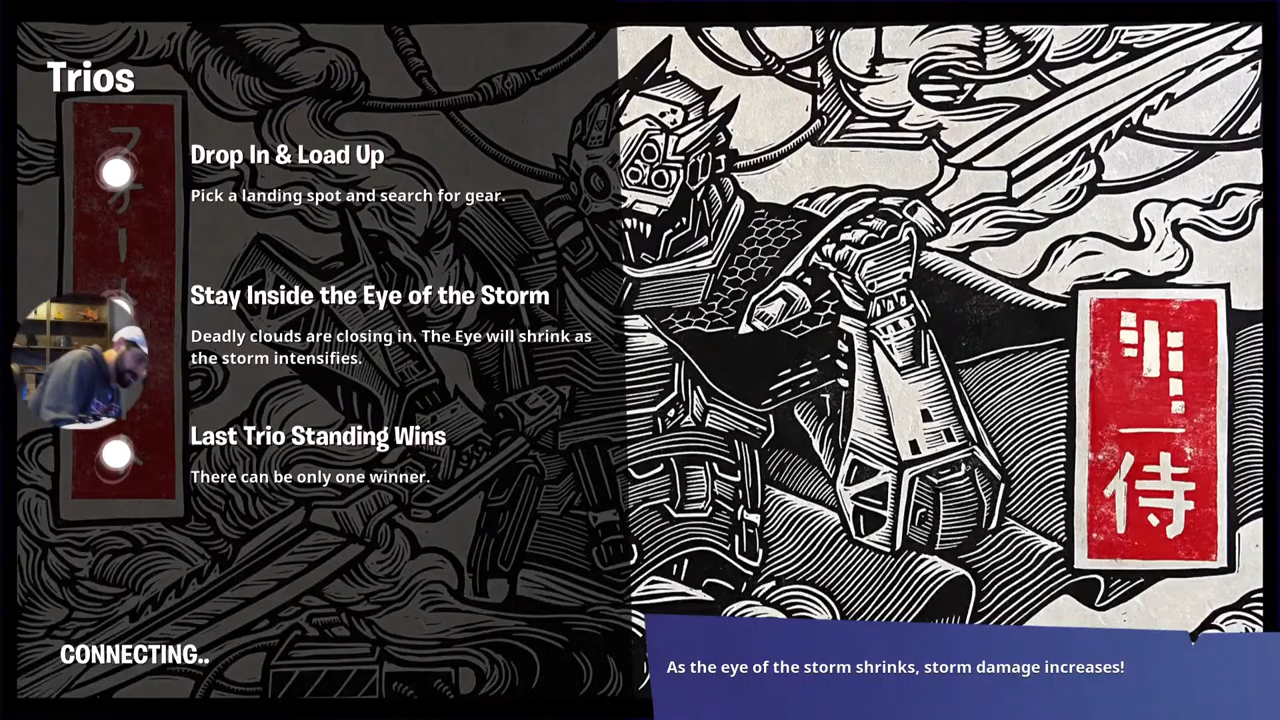 Trios
Drop In & Load Up
Pick a landing spot and search for gear.
Stay Inside the Eye of the Storm
Deadly clouds are closing in. The Eye will shrink as
the storm intensifies.
Last Trio Standing Wins
There can be only one winner.
CONNECTING..
侍
As the eye of the storm shrinks, storm damage increases!